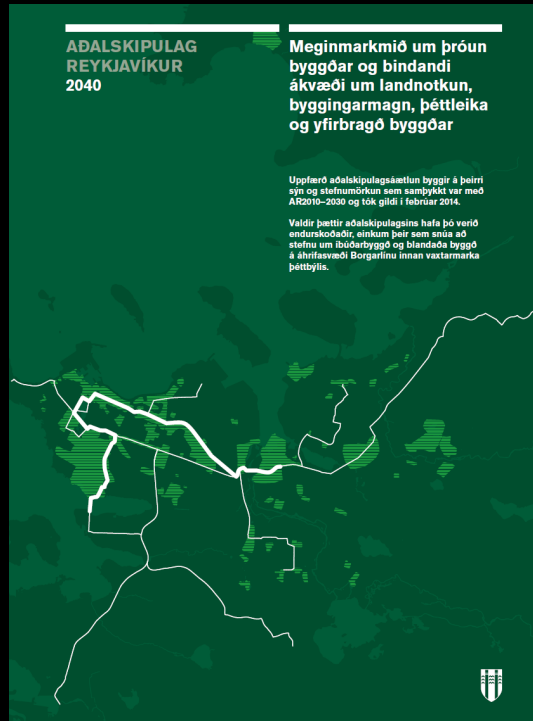 AÐALSKIPULAG
REYKJAVÍKUR
2040
Meginmarkmið um þróun
byggðar og bindandi
ákvæði um landnotkun,
byggingarmagn, þéttleika
og yfirbragð byggðar
Uppfærð aðalskipulagsáætlun byggir á þeirri
sýn og stefnumörkun sem samþykkt var með
AR2010–2030 og tók gildi í febrúar 2014.
Valdir þættir aðalskipulagsins hafa þó verið
endurskoðaðir, einkum þeir sem snúa að
stefnu um íbúðarbyggð og blandaða byggð
á áhrifasvæði Borgarlínu innan vaxtarmarka
þéttbýlis.